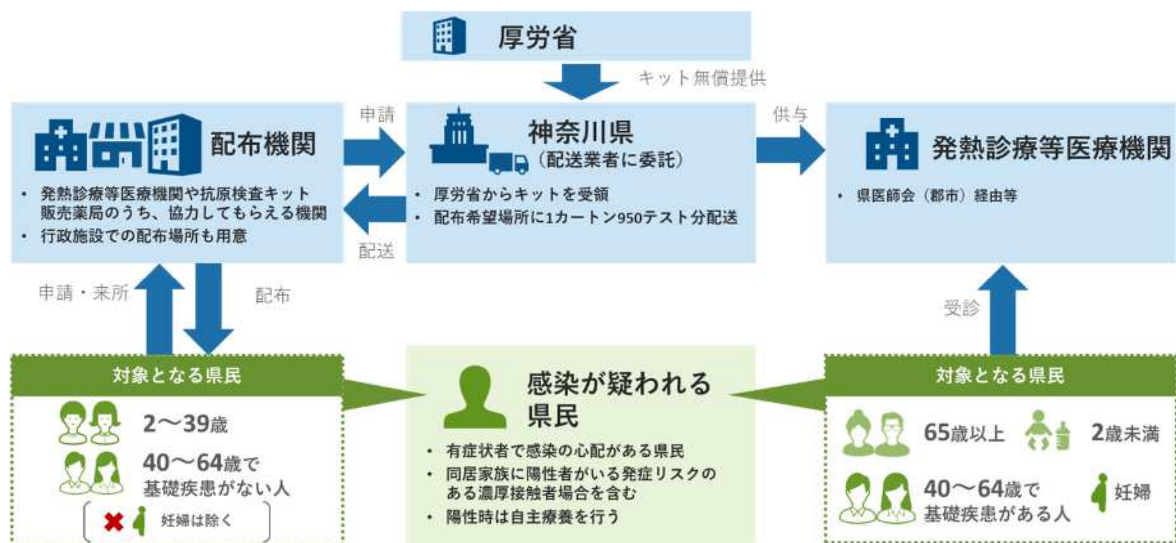 厚労省
キット無償提供
配布機関
・ 発熱診療等医療機関や抗原検査キット
販売薬局のうち、協力してもらえる機関
・ 行政施設での配布場所も用意
申請
配送
神奈川県
（配送業者に委託）
・ 厚労省からキットを受領
・ 配布希望場所に1カートン950テスト分配送
供与
発熱診療等医療機関
・ 県医師会（郡市）経由等
申請・来所
配布
受診
対象となる県民
2〜39歳
40〜64歳で
基礎疾患がない人
妊婦は除く
感染が疑われる
県民
・ 有症状者で感染の心配がある県民
・ 同居家族に陽性者がいる発症リスクの
ある濃厚接触者場合を含む
・ 陽性時は自主療養を行う
対象となる県民
65歳以上
2歳未満
40〜64歳で
基礎疾患がある人
妊婦